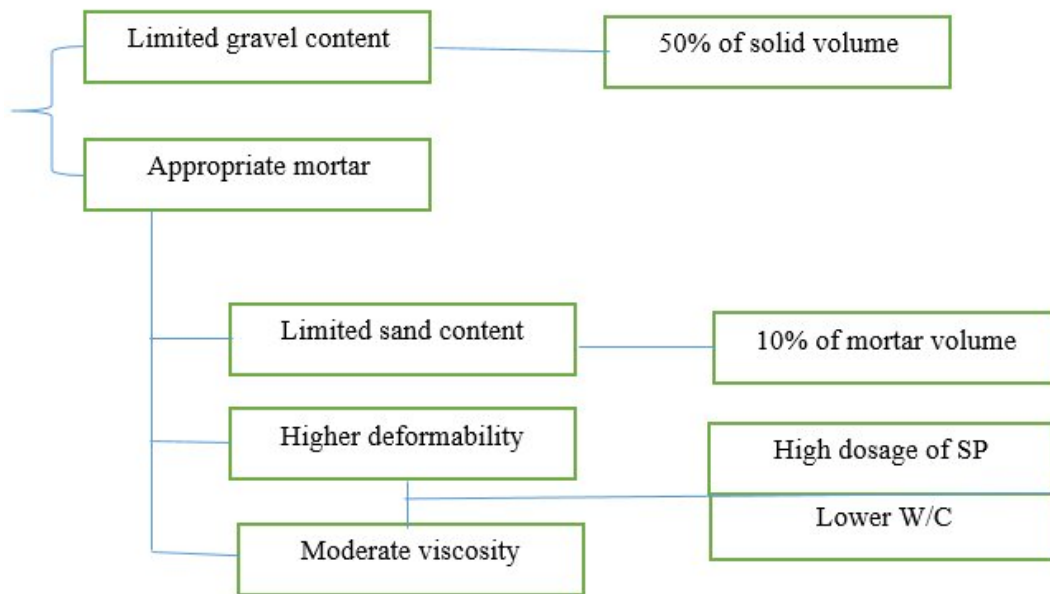 Limited gravel content
50% of solid volume
Appropriate mortar
Limited sand content
10% of mortar volume
Higher deformability
High dosage of SP
Lower W/C
Moderate viscosity